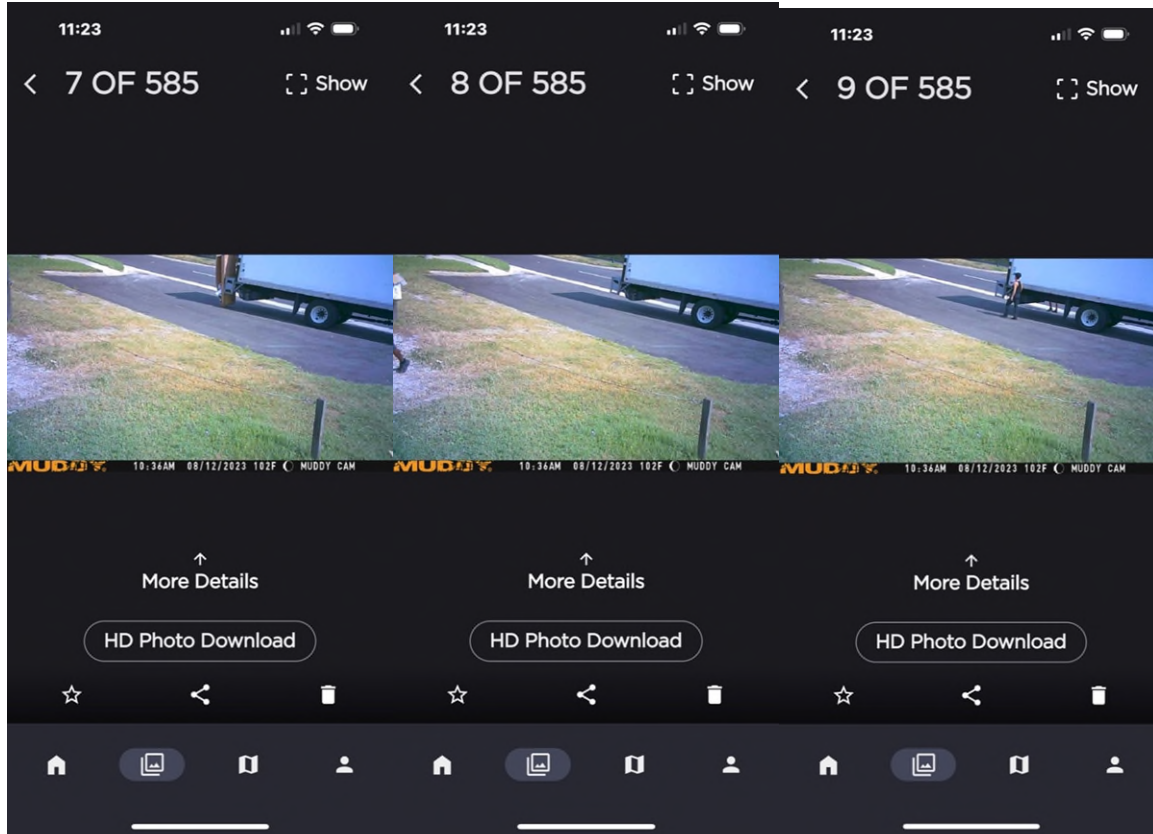 11:23
7 OF 585
Show
MUDDY 10:36AM 08/12/2023 102F MUDDY CAM
More Details
HD Photo Download
11:23
8 OF 585
Show
MUDDY 10:36AM 08/12/2023 102F MUDDY CAM
More Details
HD Photo Download
11:23
9 OF 585
Show
MUDDY 10:36AM 08/12/2023 102F MUDDY CAM
More Details
HD Photo Download